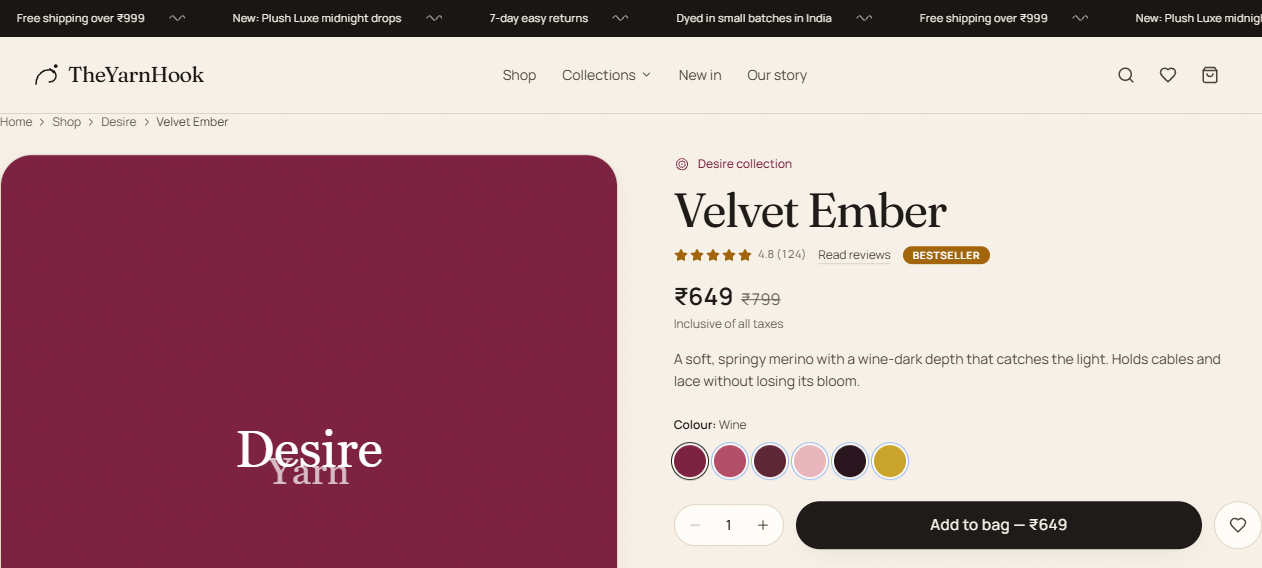 Free shipping over ₹999 New: Plush Luxe midnight drops 7-day easy returns Dyed in small batches in India Free shipping over ₹999 New: Plush Luxe
TheYarnHook Shop Collections New in Our story
Home > Shop > Desire > Velvet Ember
Desire collection
Velvet Ember
4.8 (124) Read reviews BESTSELLER
₹649 ₹799
Inclusive of all taxes
A soft, springy merino with a wine-dark depth that catches the light. Holds cables and
lace without losing its bloom.
Colour: Wine
Desire
Yarn
− 1 + Add to bag — ₹649